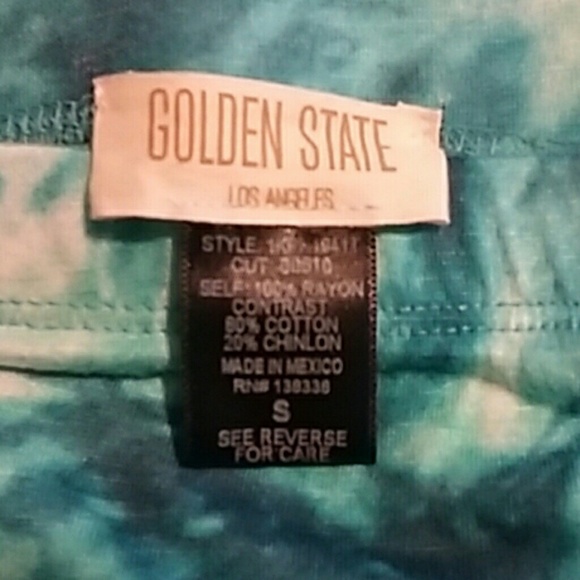 GOLDEN STATE
LOS ANGELES
STYLE
CUT
SELF: 100% RAYON
CONTRAST
80% COTTON
20% CHINLON
MADE IN MEXICO
RN# 138336
S
SEE REVERSE
FOR CARE